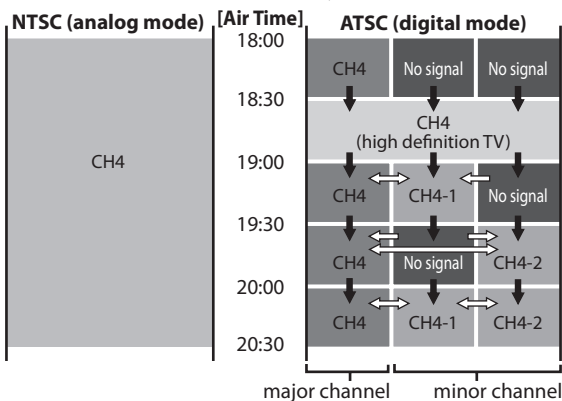 NTSC (analog mode)
[Air Time]
ATSC (digital mode)
18:00
CH4
No signal
No signal
18:30
CH4
(high definition TV)
CH4
19:00
CH4
CH4-1
No signal
19:30
CH4
No signal
CH4-2
20:00
CH4
CH4-1
CH4-2
20:30
major channel
minor channel